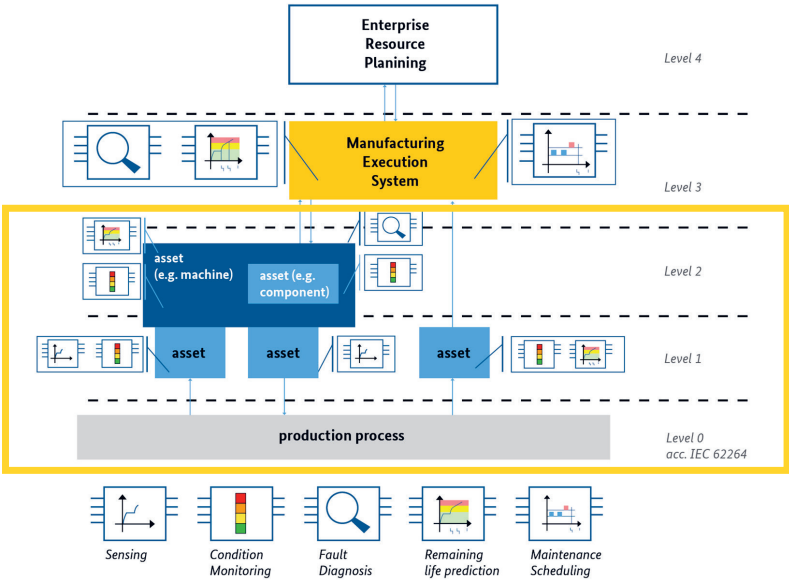 Enterprise
Resource
Planining
Level 4
Manufacturing
Execution
System
Level 3
asset
(e.g. machine)
asset (e.g.
component)
Level 2
asset
asset
asset
Level 1
production process
Level 0
acc. IEC 62264
Sensing
Condition
Monitoring
Fault
Diagnosis
Remaining
life prediction
Maintenance
Scheduling